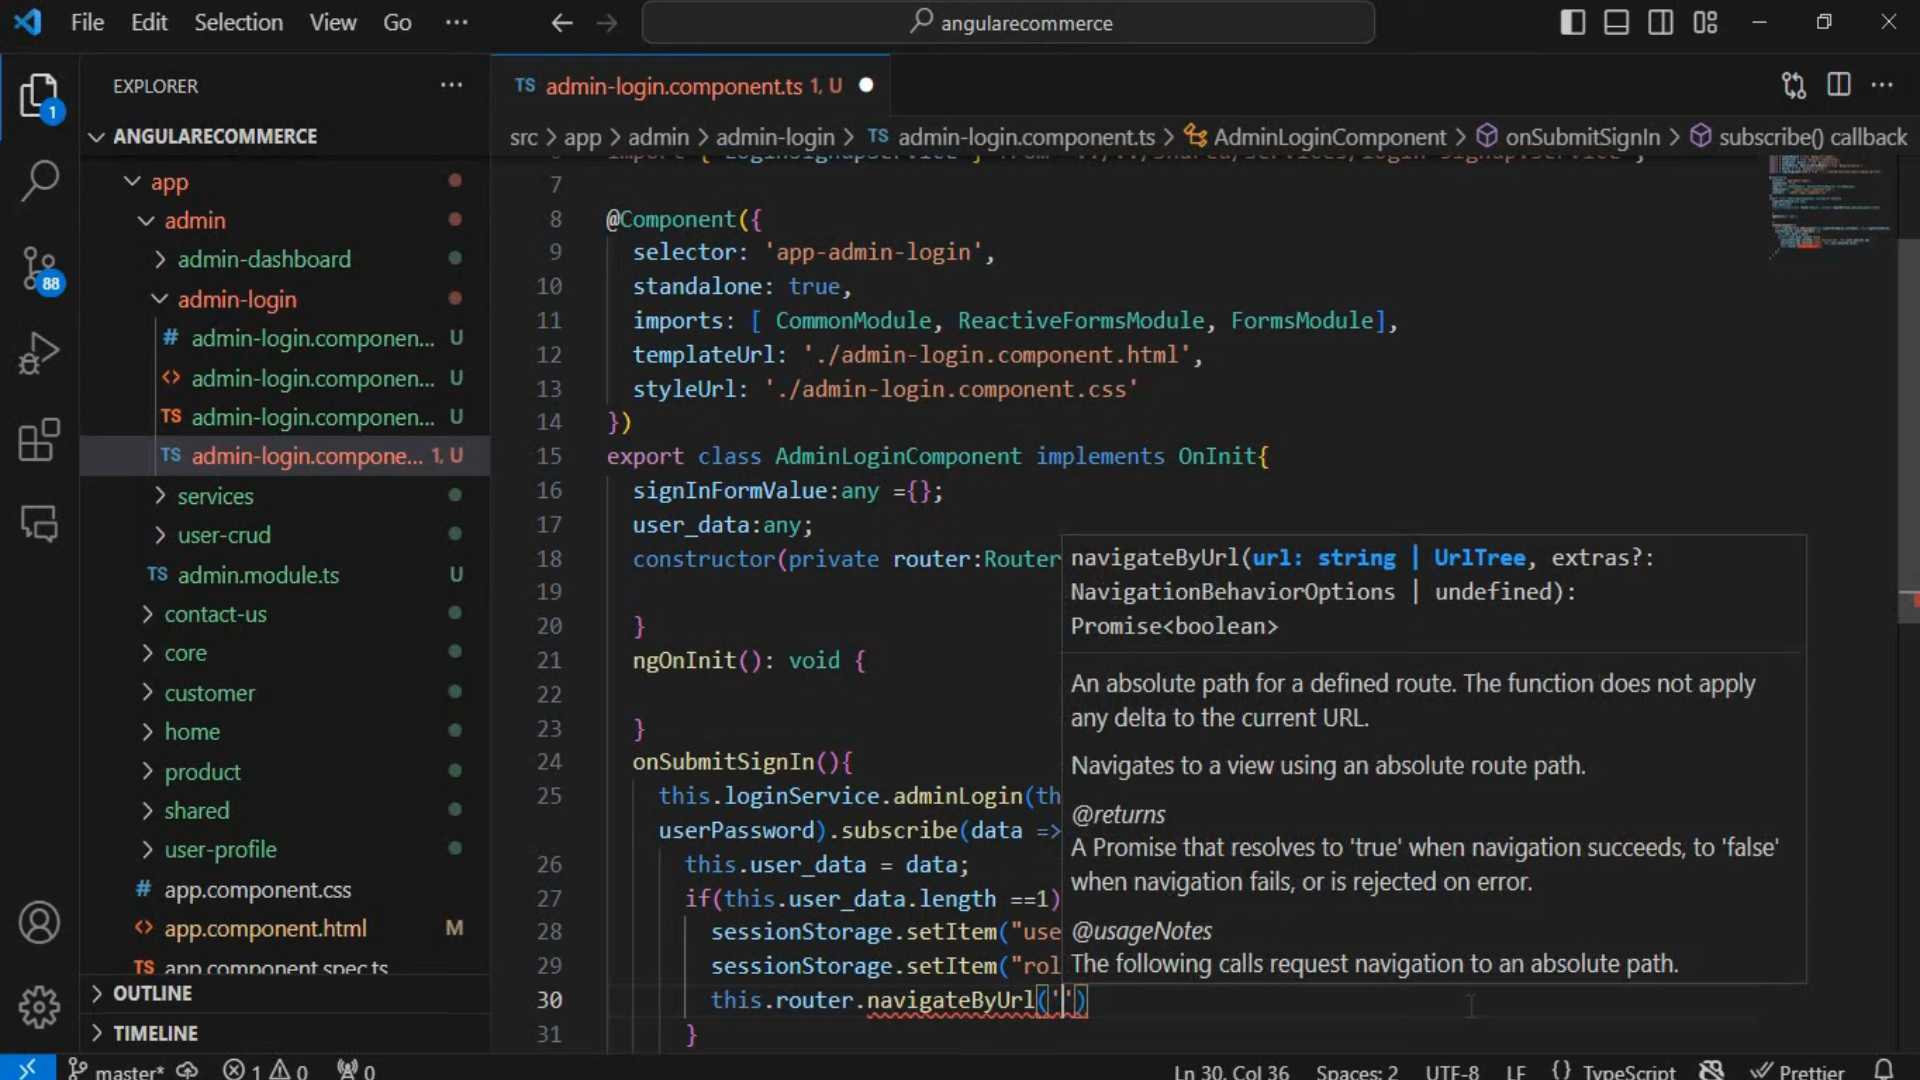 File Edit Selection View Go ··· angularecommerce
EXPLORER ···
ANGULARECOMMERCE
app
admin
admin-dashboard
admin-login
# admin-login.componen... U
<> admin-login.componen... U
TS admin-login.componen... U
TS admin-login.compone... 1, U
services
user-crud
TS admin.module.ts U
contact-us
core
customer
home
product
shared
user-profile
# app.component.css
<> app.component.html M
TS app.component.spec.ts
OUTLINE
TIMELINE
1
88
TS admin-login.component.ts 1, U
src > app > admin > admin-login > TS admin-login.component.ts > AdminLoginComponent > onSubmitSignIn > subscribe() callback
7
8 @Component({
9 selector: 'app-admin-login',
10 standalone: true,
11 imports: [ CommonModule, ReactiveFormsModule, FormsModule],
12 templateUrl: './admin-login.component.html',
13 styleUrl: './admin-login.component.css'
14 })
15 export class AdminLoginComponent implements OnInit{
16 signInFormValue:any ={};
17 user_data:any;
18 constructor(private router:Router
19
20 }
21 ngOnInit(): void {
22
23 }
24 onSubmitSignIn(){
25 this.loginService.adminLogin(th
userPassword).subscribe(data =>
26 this.user_data = data;
27 if(this.user_data.length ==1)
28 sessionStorage.setItem("use
29 sessionStorage.setItem("rol
30 this.router.navigateByUrl('')
31 }
navigateByUrl(url: string | UrlTree, extras?:
NavigationBehaviorOptions | undefined):
Promise<boolean>
An absolute path for a defined route. The function does not apply
any delta to the current URL.
Navigates to a view using an absolute route path.
@returns
A Promise that resolves to 'true' when navigation succeeds, to 'false'
when navigation fails, or is rejected on error.
@usageNotes
The following calls request navigation to an absolute path.
master* 1 0 0 Ln 30, Col 36 Spaces: 2 UTF-8 LF {} TypeScript Prettier